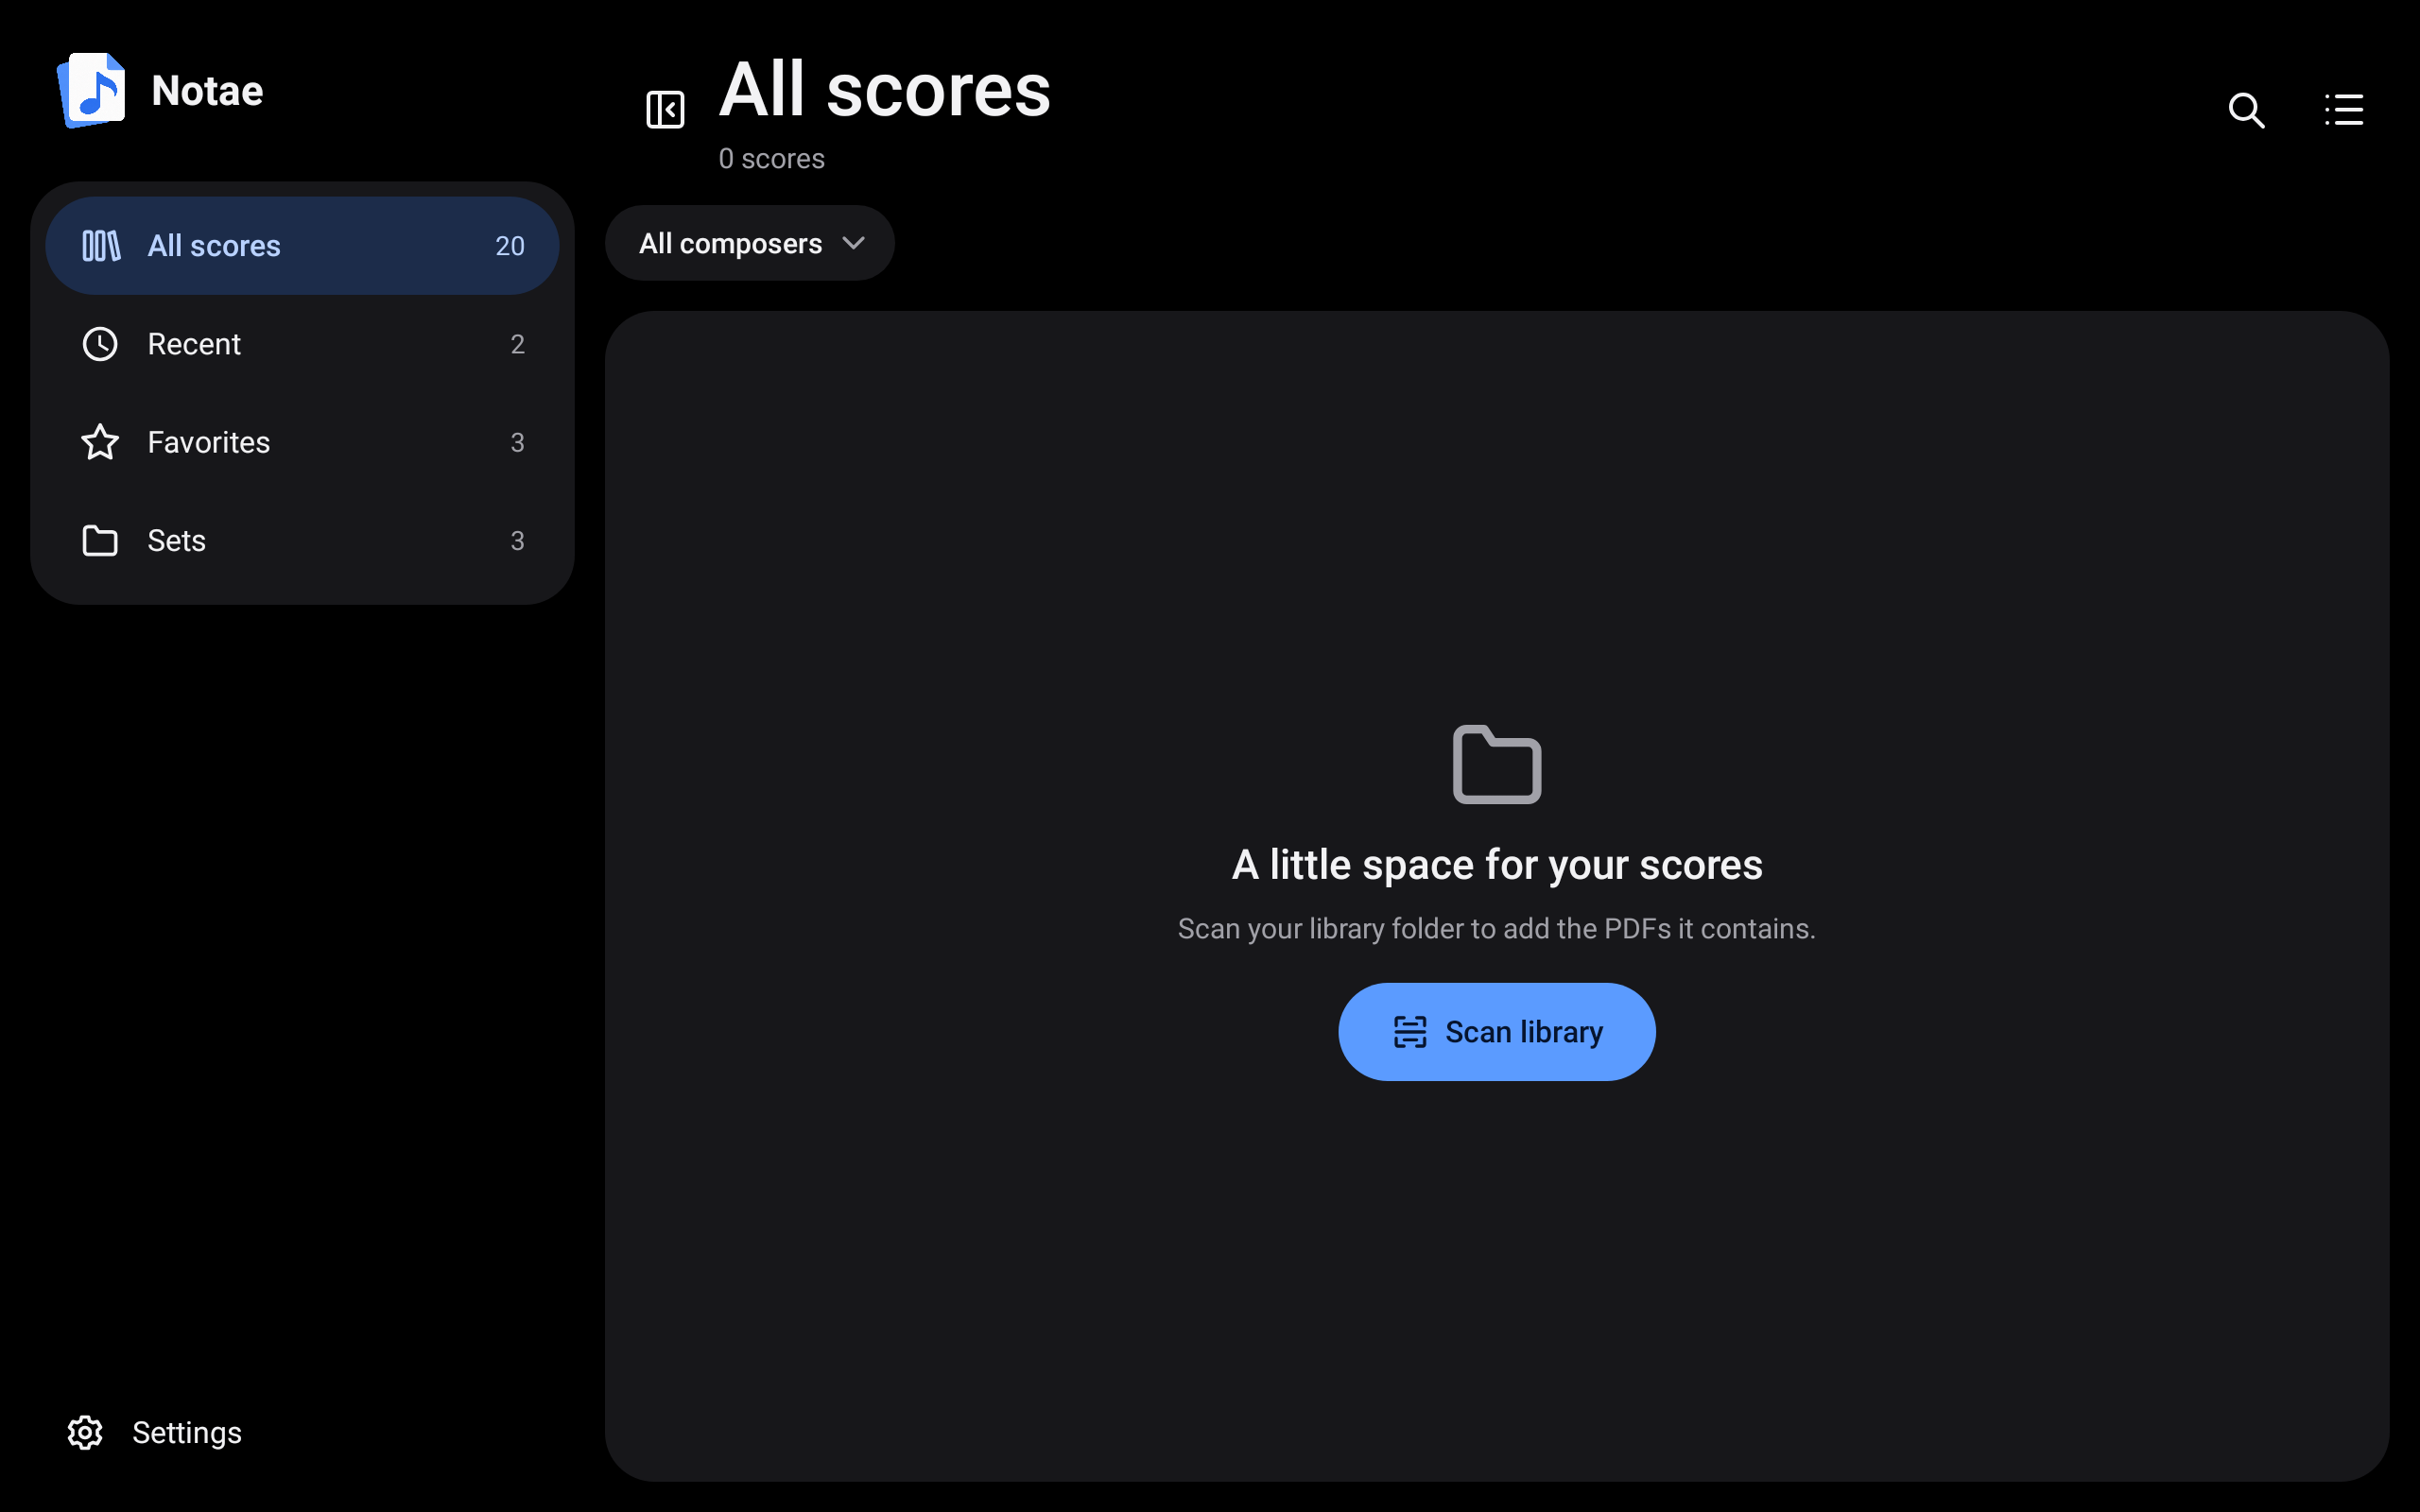 Notae
All scores
0 scores
All scores 20
Recent 2
Favorites 3
Sets 3
All composers
A little space for your scores
Scan your library folder to add the PDFs it contains.
Scan library
Settings